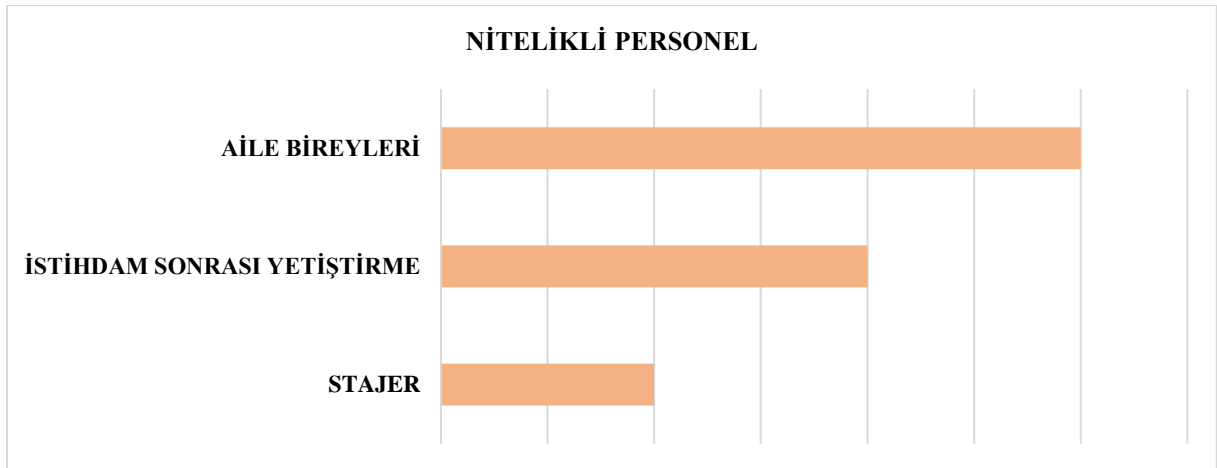 NİTELİKLİ PERSONEL
AİLE BİREYLERİ
İSTİHDAM SONRASI YETİŞTİRME
STAJER